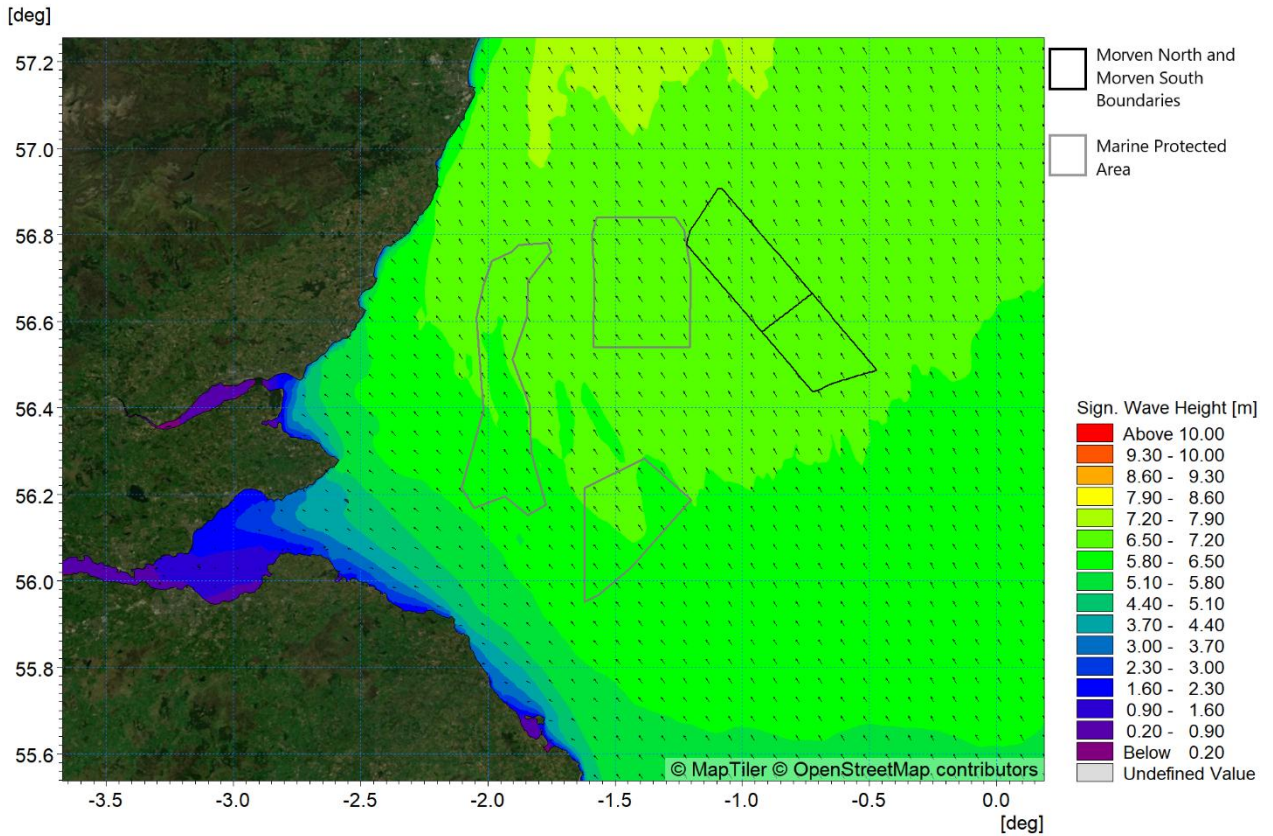 [deg]
57.2
57.0
56.8
56.6
56.4
56.2
56.0
55.8
55.6
-3.5
-3.0
-2.5
-2.0
-1.5
-1.0
-0.5
0.0
[deg]
© MapTiler © OpenStreetMap contributors
Morven North and
Morven South
Boundaries
Marine Protected
Area
Sign. Wave Height [m]
Above 10.00
9.30 - 10.00
8.60 - 9.30
7.90 - 8.60
7.20 - 7.90
6.50 - 7.20
5.80 - 6.50
5.10 - 5.80
4.40 - 5.10
3.70 - 4.40
3.00 - 3.70
2.30 - 3.00
1.60 - 2.30
0.90 - 1.60
0.20 - 0.90
Below 0.20
Undefined Value